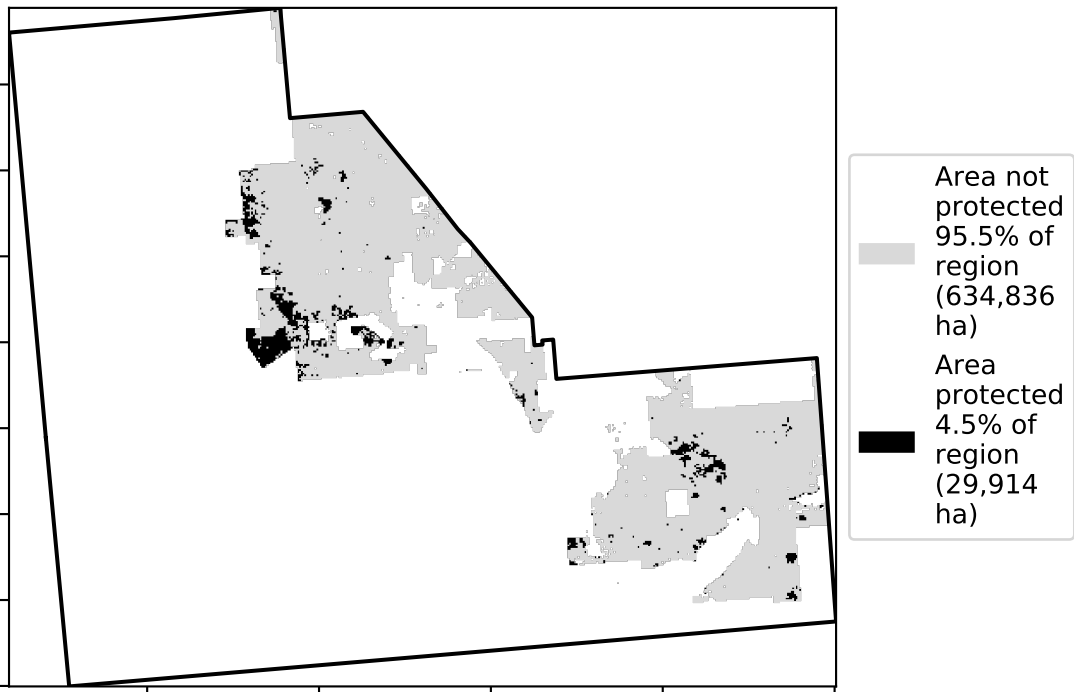 Area not
protected
95.5% of
region
(634,836
ha)
Area
protected
4.5% of
region
(29,914
ha)